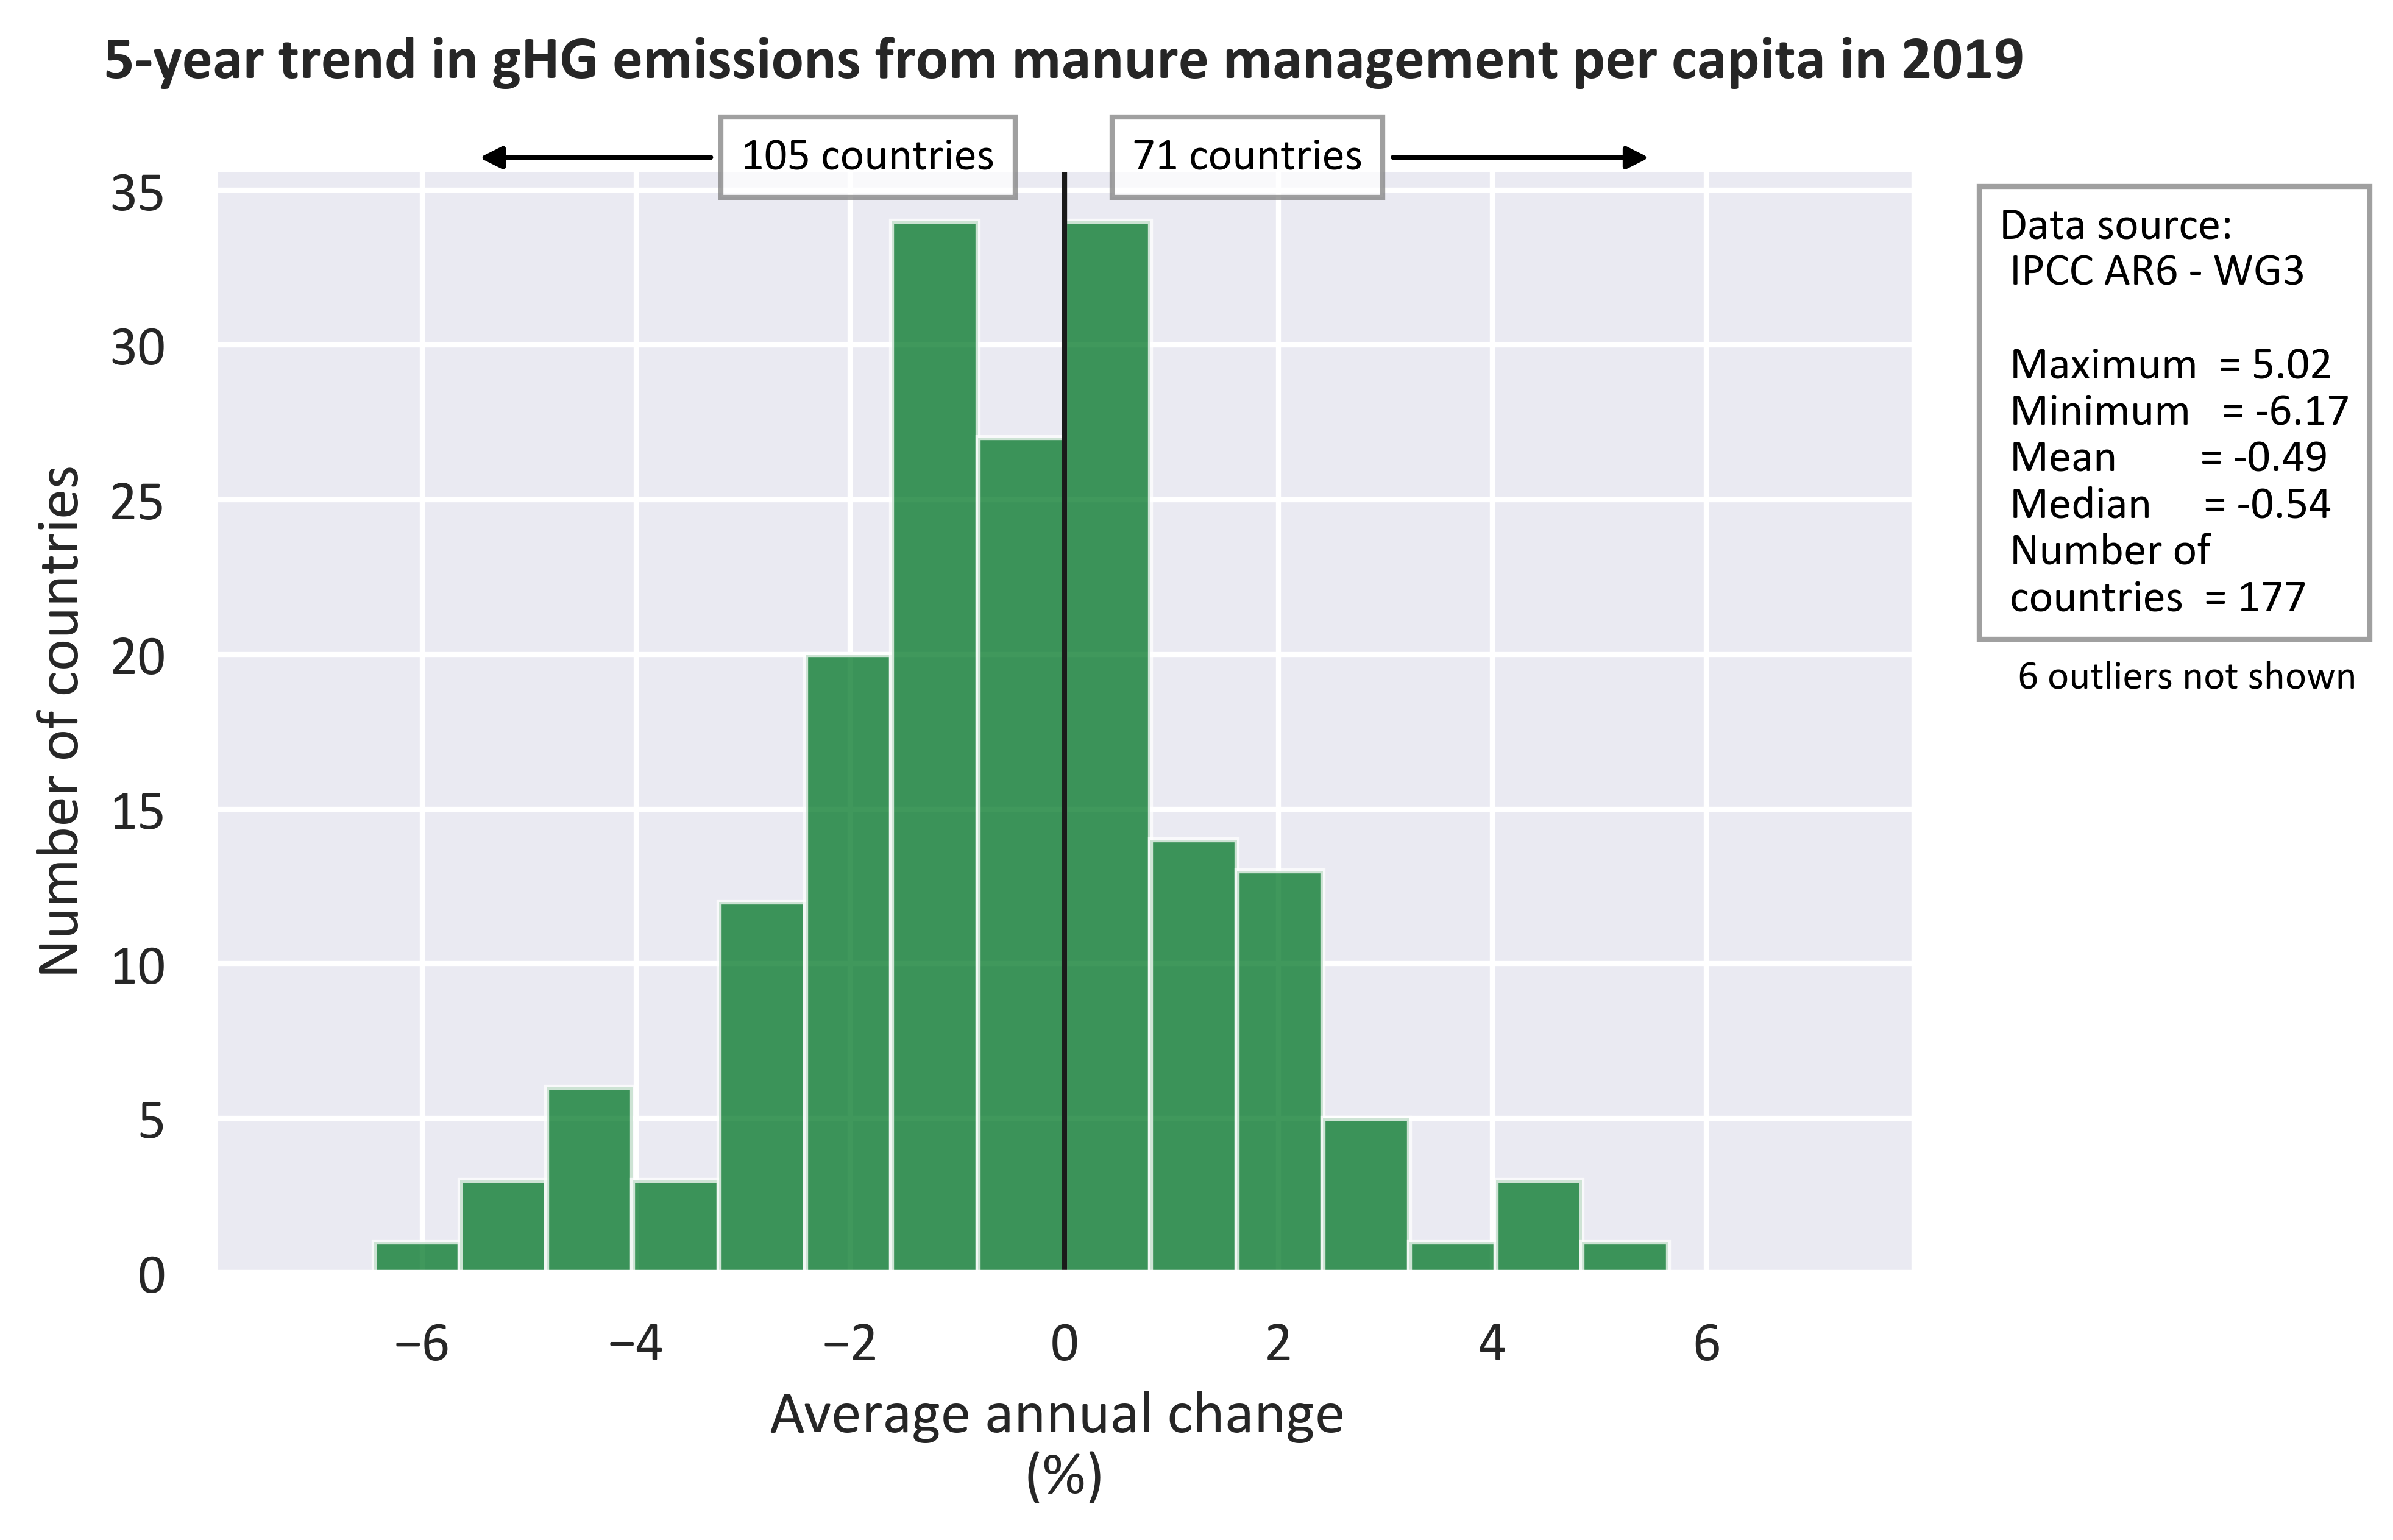 5-year trend in gHG emissions from manure management per capita in 2019
105 countries
71 countries
35
30
25
20
15
10
5
0
Number of countries
−6
−4
−2
0
2
4
6
Average annual change
(%)
Data source:
IPCC AR6 - WG3
Maximum = 5.02
Minimum = -6.17
Mean = -0.49
Median = -0.54
Number of
countries = 177
6 outliers not shown